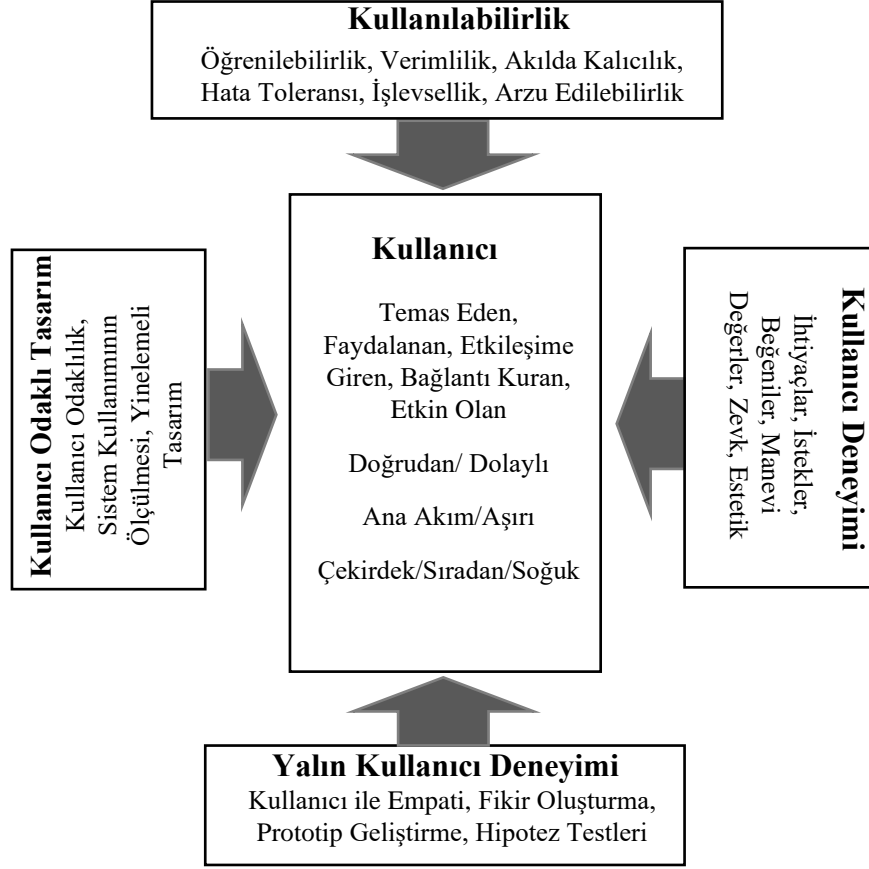 Kullanılabilirlik
Öğrenilebilirlik, Verimlilik, Akılda Kalıcılık,
Hata Toleransı, İşlevsellik, Arzu Edilebilirlik
Kullanıcı Odaklı Tasarım
Kullanıcı Odaklılık,
Sistem Kullanımının
Ölçülmesi, Yinelemeli
Tasarım
Kullanıcı
Temas Eden,
Faydalanan, Etkileşime
Giren, Bağlantı Kuran,
Etkin Olan
Doğrudan/ Dolaylı
Ana Akım/Aşırı
Çekirdek/Sıradan/Soğuk
Kullanıcı Deneyimi
İhtiyaçlar, İstekler,
Beğeniler, Manevi
Değerler, Zevk, Estetik
Yalın Kullanıcı Deneyimi
Kullanıcı ile Empati, Fikir Oluşturma,
Prototip Geliştirme, Hipotez Testleri